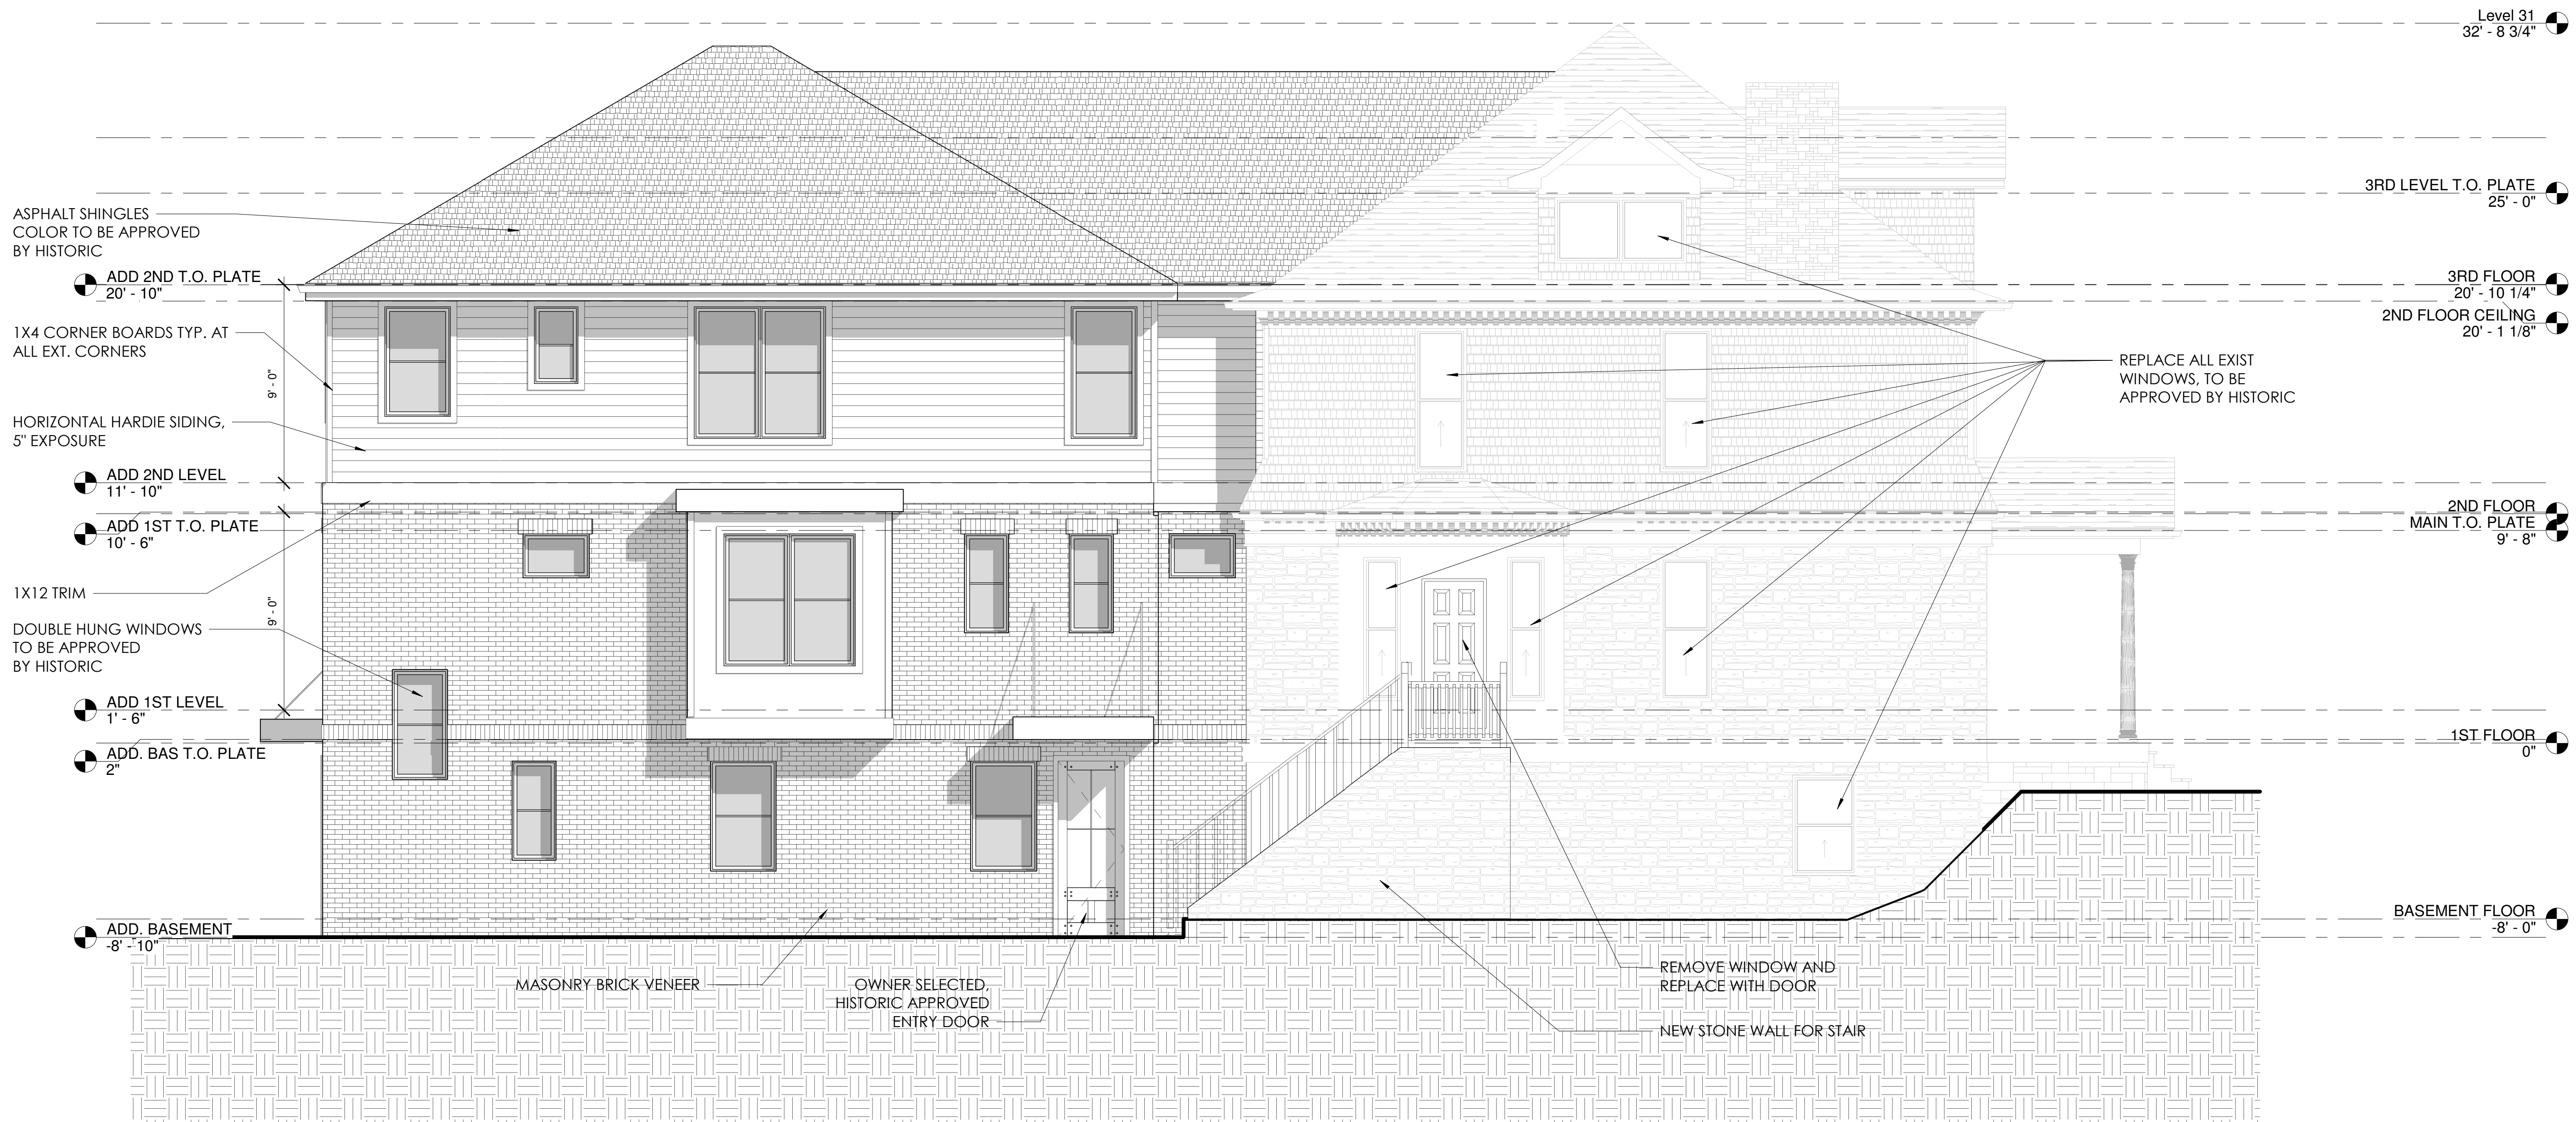 Level 31
32' - 8 3/4"
3RD LEVEL T.O. PLATE
25' - 0"
ASPHALT SHINGLES
COLOR TO BE APPROVED
BY HISTORIC
ADD 2ND T.O. PLATE
20' - 10"
3RD FLOOR
20' - 10 1/4"
2ND FLOOR CEILING
20' - 1 1/8"
1X4 CORNER BOARDS TYP. AT
ALL EXT. CORNERS
9' - 0"
REPLACE ALL EXIST
WINDOWS, TO BE
APPROVED BY HISTORIC
HORIZONTAL HARDIE SIDING,
5" EXPOSURE
ADD 2ND LEVEL
11' - 10"
ADD 1ST T.O. PLATE
10' - 6"
2ND FLOOR
MAIN T.O. PLATE
9' - 8"
1X12 TRIM
9' - 0"
DOUBLE HUNG WINDOWS
TO BE APPROVED
BY HISTORIC
ADD 1ST LEVEL
1' - 6"
ADD. BAS T.O. PLATE
2"
1ST FLOOR
0"
ADD. BASEMENT
-8' - 10"
BASEMENT FLOOR
-8' - 0"
MASONRY BRICK VENEER
OWNER SELECTED,
HISTORIC APPROVED
ENTRY DOOR
REMOVE WINDOW AND
REPLACE WITH DOOR
NEW STONE WALL FOR STAIR